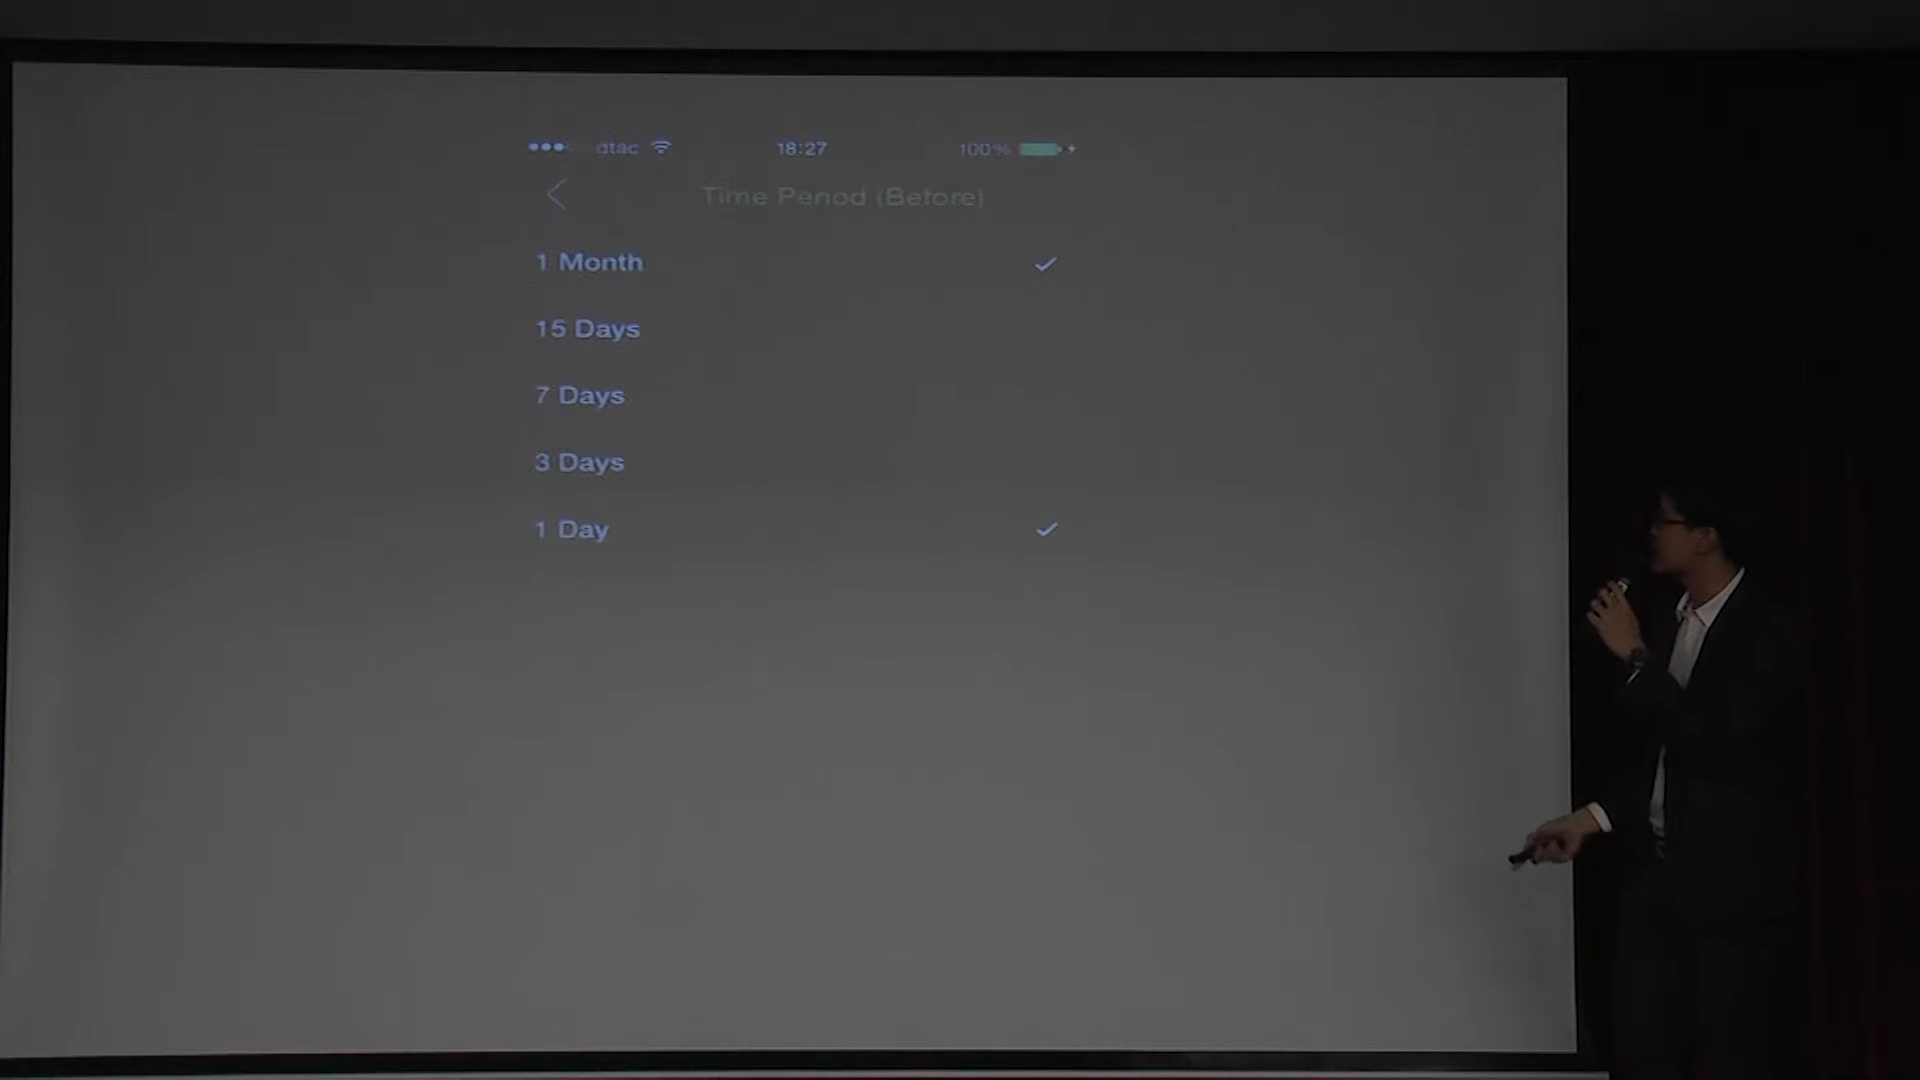 dtac 18:27 100%
Time Period (Before)
1 Month
15 Days
7 Days
3 Days
1 Day